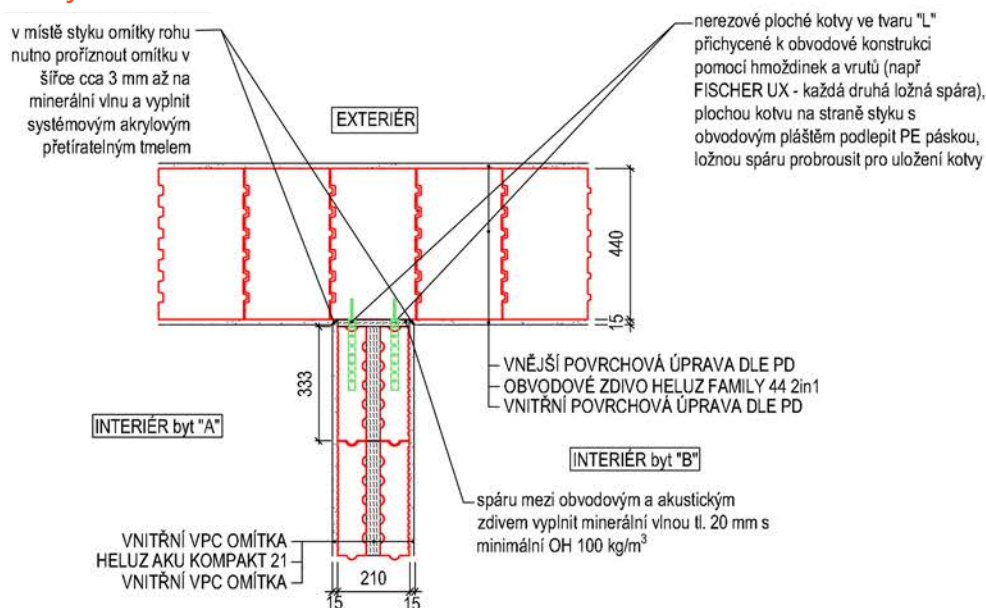 v místě styku omítky rohu
nutno proříznout omítku v
šířce cca 3 mm až na
minerální vlnu a vyplnit
systémovým akrylovým
přetíratelným tmelem
nerezové ploché kotvy ve tvaru "L"
přichycené k obvodové konstrukci
pomocí hmoždinek a vrutů (např
FISCHER UX - každá druhá ložná spára),
plochou kotvu na straně styku s
obvodovým pláštěm podlepit PE páskou,
ložnou spáru probrousit pro uložení kotvy
EXTERIÉR
440
15
333
VNĚJŠÍ POVRCHOVÁ ÚPRAVA DLE PD
OBVODOVÉ ZDIVO HELUZ FAMILY 44 2in1
VNITŘNÍ POVRCHOVÁ ÚPRAVA DLE PD
INTERIÉR byt "A"
INTERIÉR byt "B"
spáru mezi obvodovým a akustickým
zdivem vyplnit minerální vlnou tl. 20 mm s
minimální OH 100 kg/m³
VNITŘNÍ VPC OMÍTKA
HELUZ AKU KOMPAKT 21
VNITŘNÍ VPC OMÍTKA
210
15
15